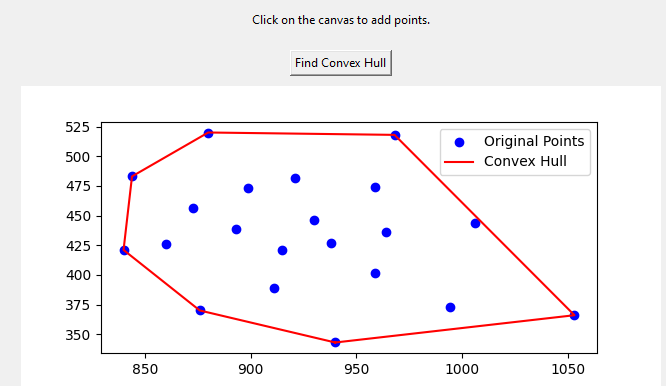 Click on the canvas to add points.
Find Convex Hull
Original Points
Convex Hull
525
500
475
450
425
400
375
350
850 900 950 1000 1050